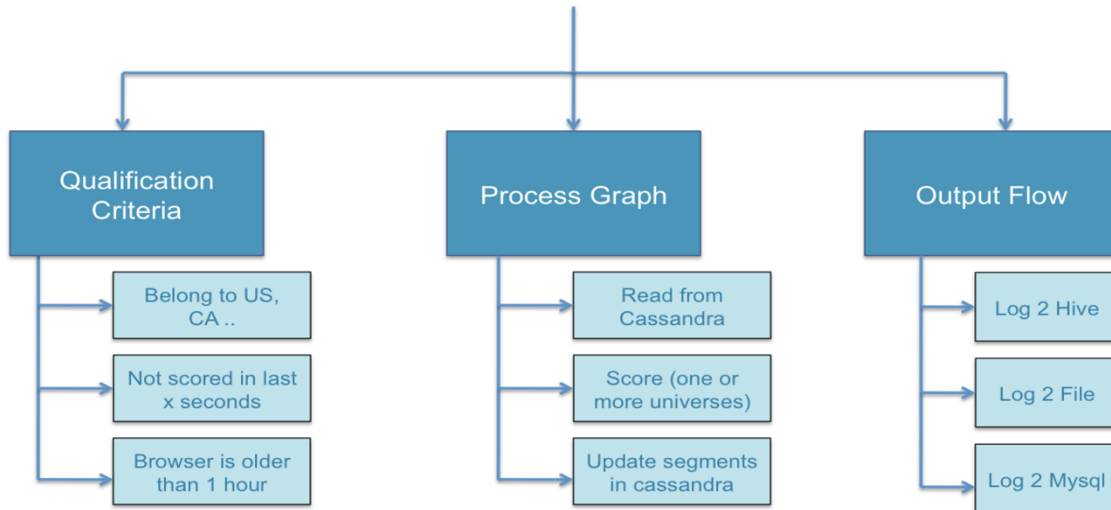 Qualification
Criteria
Belong to US,
CA ..
Not scored in last
x seconds
Browser is older
than 1 hour
Process Graph
Read from
Cassandra
Score (one or
more universes)
Update segments
in cassandra
Output Flow
Log 2 Hive
Log 2 File
Log 2 Mysql